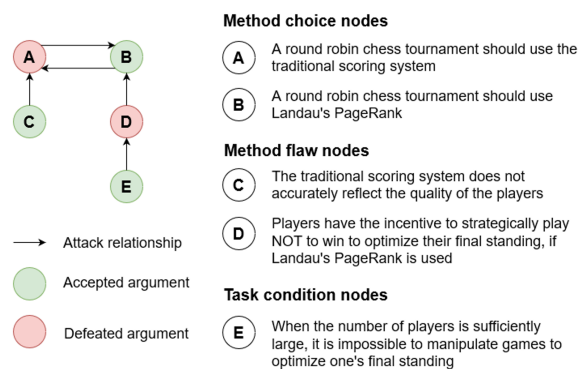 Method choice nodes
A
B
A
A round robin chess tournament should use the
traditional scoring system
B
A round robin chess tournament should use
Landau's PageRank
C
D
Method flaw nodes
C
The traditional scoring system does not
accurately reflect the quality of the players
E
D
Players have the incentive to strategically play
NOT to win to optimize their final standing, if
Landau's PageRank is used
Attack relationship
Accepted argument
Defeated argument
Task condition nodes
E
When the number of players is sufficiently
large, it is impossible to manipulate games to
optimize one's final standing